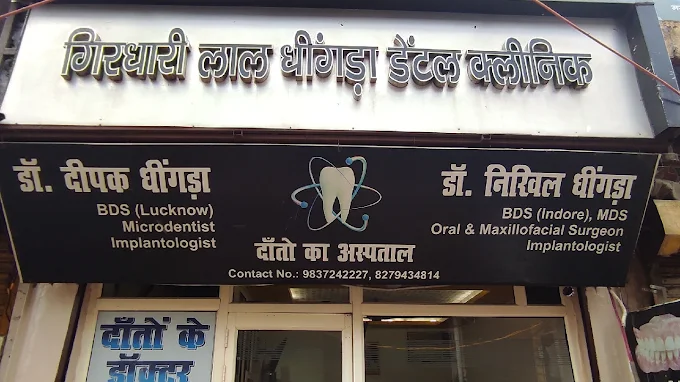 गिरधारी लाल धींगड़ा डेंटल क्लीनिक
डॉ. दीपक धींगड़ा
BDS (Lucknow)
Microdentist
Implantologist
दाँतो का अस्पताल
Contact No.: 9837242227, 8279434814
डॉ. निखिल धींगड़ा
BDS (Indore), MDS
Oral & Maxillofacial Surgeon
Implantologist
दाँतों के
डॉक्टर